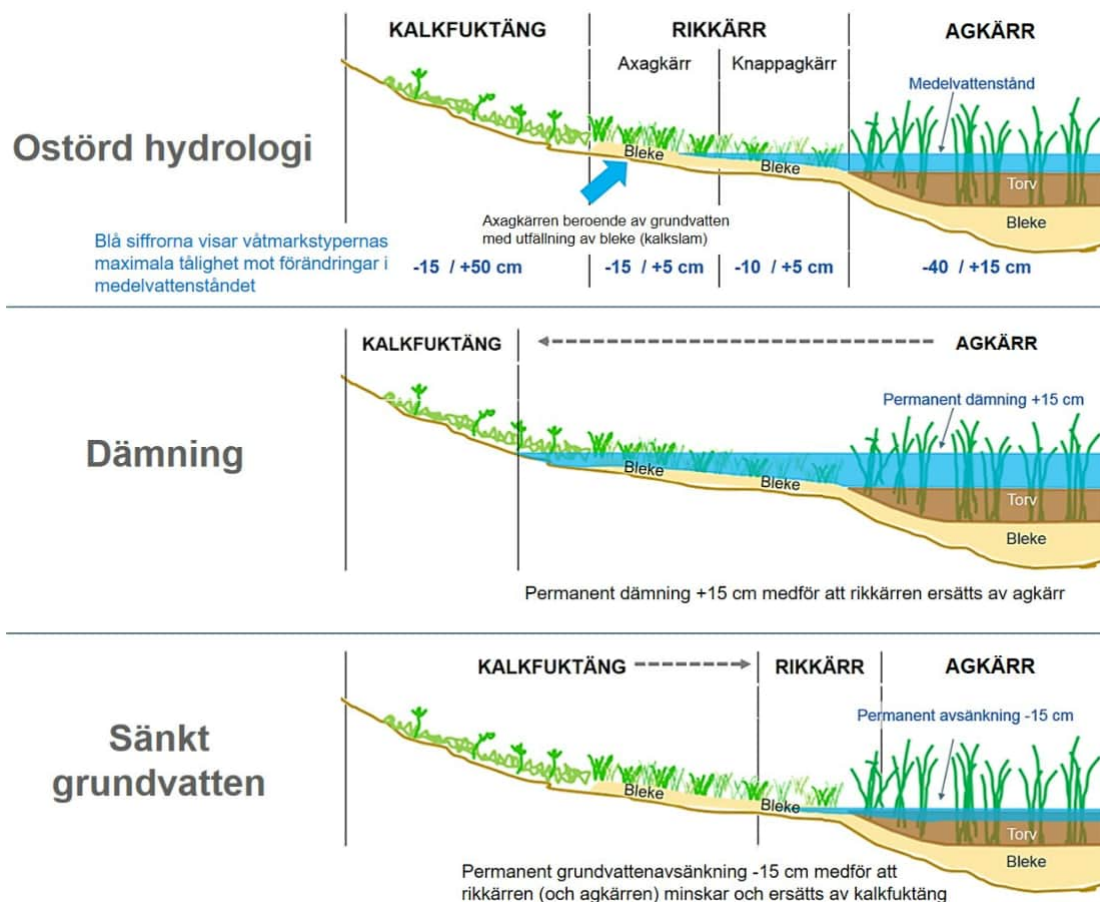 KALKFUKTÄNG
RIKKÄRR
AGKÄRR
Axagkärr
Knappagkärr
Medelvattenstånd
Ostörd hydrologi
Bleke
Bleke
Torv
Bleke
Axagkärren beroende av grundvatten
med utfällning av bleke (kalkslam)
Blå siffrorna visar våtmarkstypernas
maximala tålighet mot förändringar i
medelvattenståndet
-15 / +50 cm
-15 / +5 cm
-10 / +5 cm
-40 / +15 cm
KALKFUKTÄNG
AGKÄRR
Permanent dämning +15 cm
Dämning
Bleke
Bleke
Torv
Bleke
Permanent dämning +15 cm medför att rikkärren ersätts av agkärr
KALKFUKTÄNG
RIKKÄRR
AGKÄRR
Permanent avsänkning -15 cm
Sänkt
grundvatten
Bleke
Bleke
Torv
Bleke
Permanent grundvattenavsänkning -15 cm medför att
rikkärren (och agkärren) minskar och ersätts av kalkfuktäng